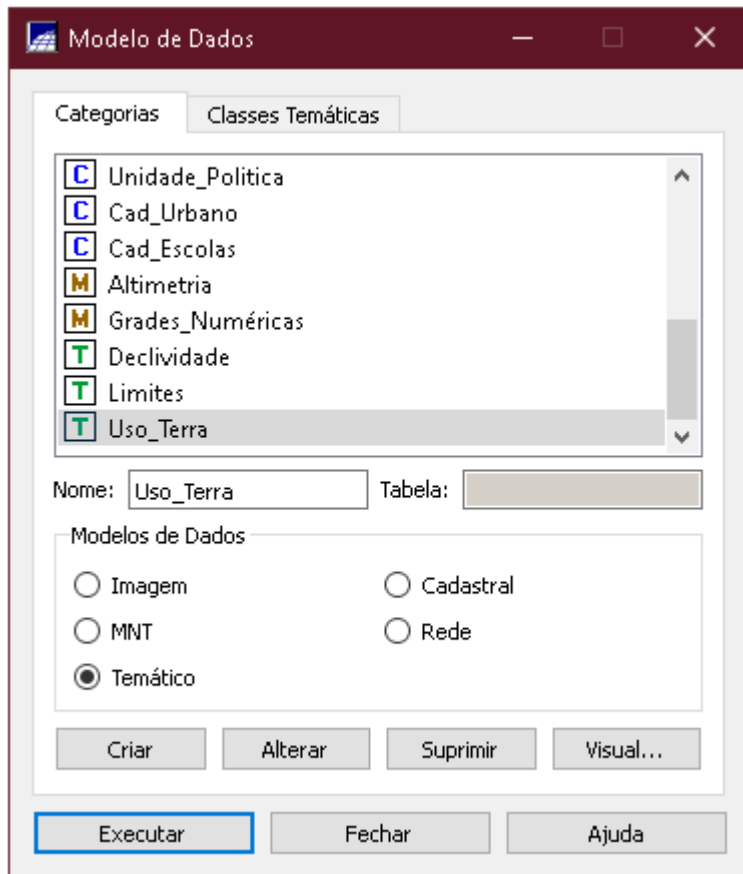 Modelo de Dados
Categorias Classes Temáticas
C Unidade_Politica
C Cad_Urbano
C Cad_Escolas
M Altimetria
M Grades_Numéricas
T Declividade
T Limites
T Uso_Terra
Nome: Uso_Terra Tabela:
Modelos de Dados
Imagem Cadastral
MNT Rede
Temático
Criar Alterar Suprimir Visual...
Executar Fechar Ajuda